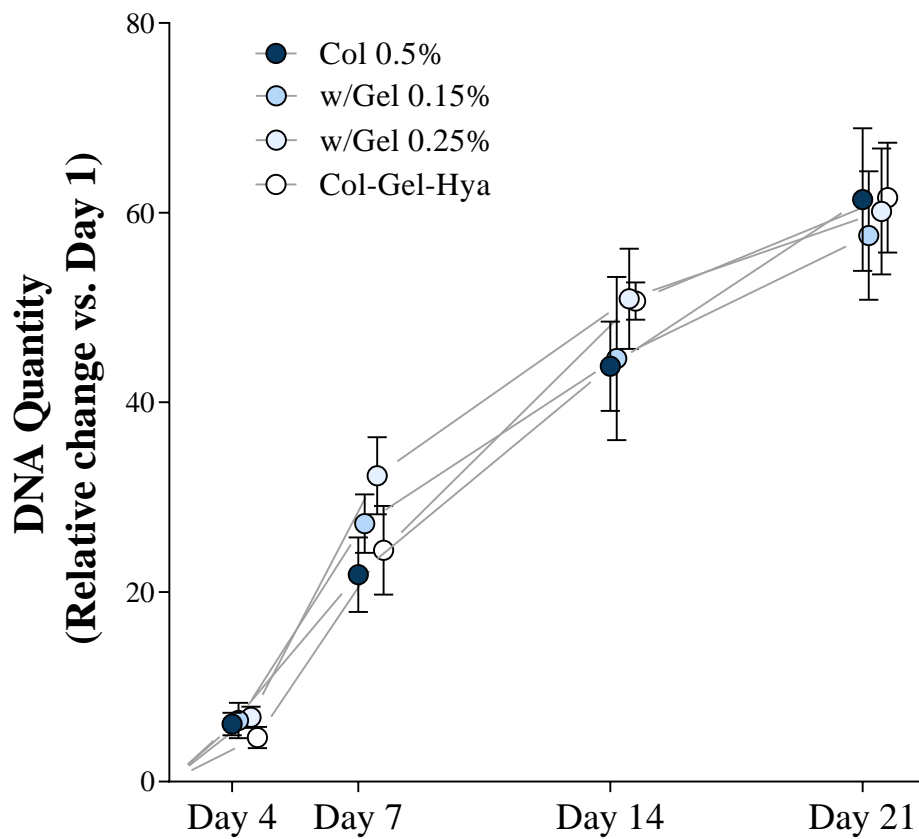 80
60
40
20
0
DNA Quantity
(Relative change vs. Day 1)
Col 0.5%
w/Gel 0.15%
w/Gel 0.25%
Col-Gel-Hya
Day 4
Day 7
Day 14
Day 21